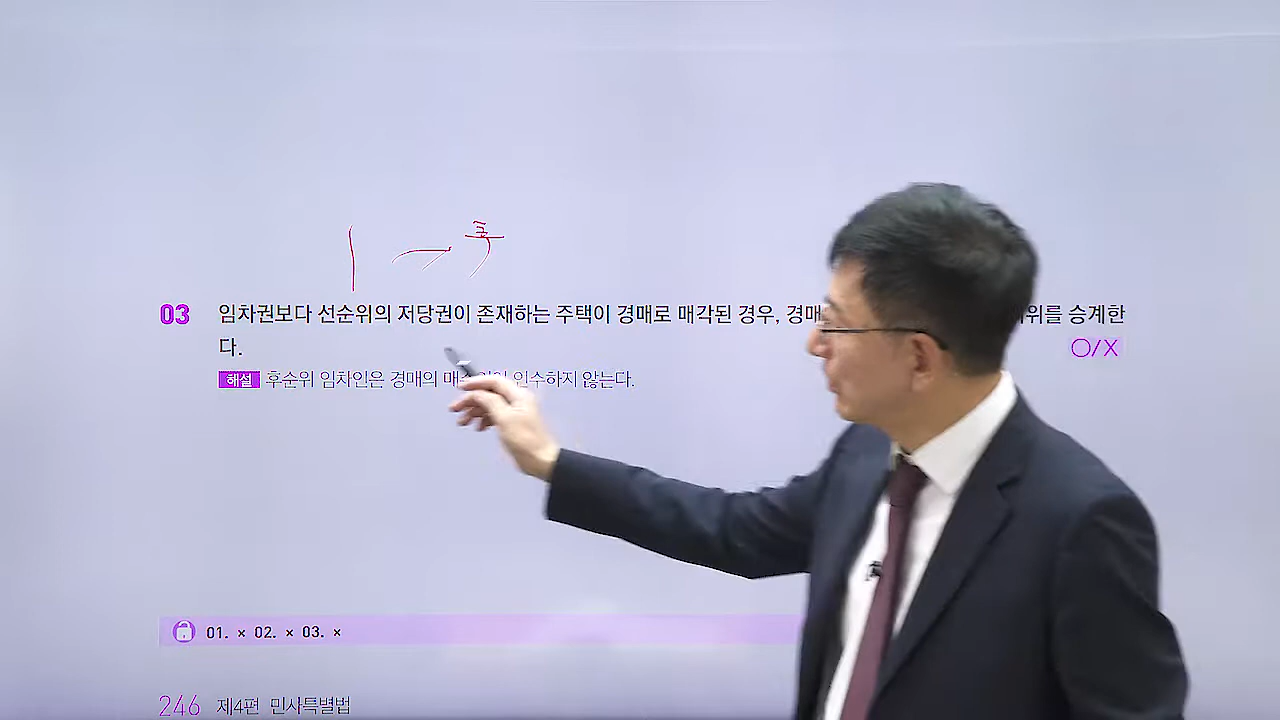 03 임차권보다 선순위의 저당권이 존재하는 주택이 경매로 매각된 경우, 경매 위를 승계한
다. O/X
해설 후순위 임차인은 경매의 인수하지 않는다.
01. × 02. × 03. ×
246 제4편 민사특별법